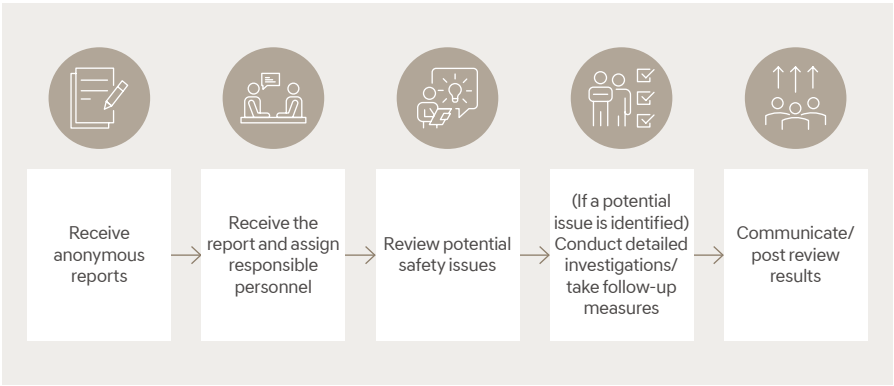 Receive
anonymous
reports
Receive the
report and assign
responsible
personnel
Review potential
safety issues
(If a potential
issue is identified)
Conduct detailed
investigations/
take follow-up
measures
Communicate/
post review
results